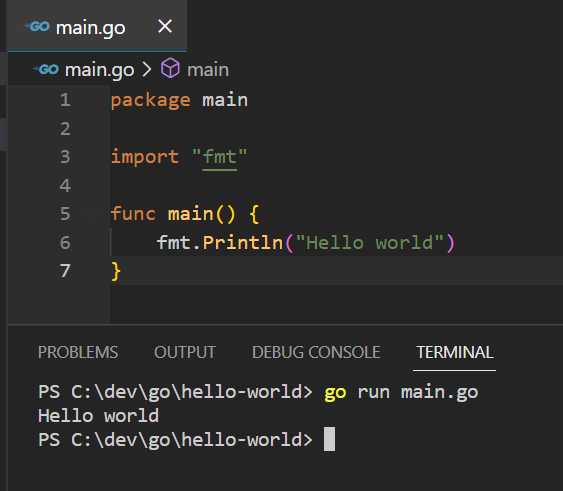 GO main.go ×
GO main.go > main
1 package main
2
3 import "fmt"
4
5 func main() {
6     fmt.Println("Hello world")
7 }
PROBLEMS OUTPUT DEBUG CONSOLE TERMINAL
PS C:\dev\go\hello-world> go run main.go
Hello world
PS C:\dev\go\hello-world>